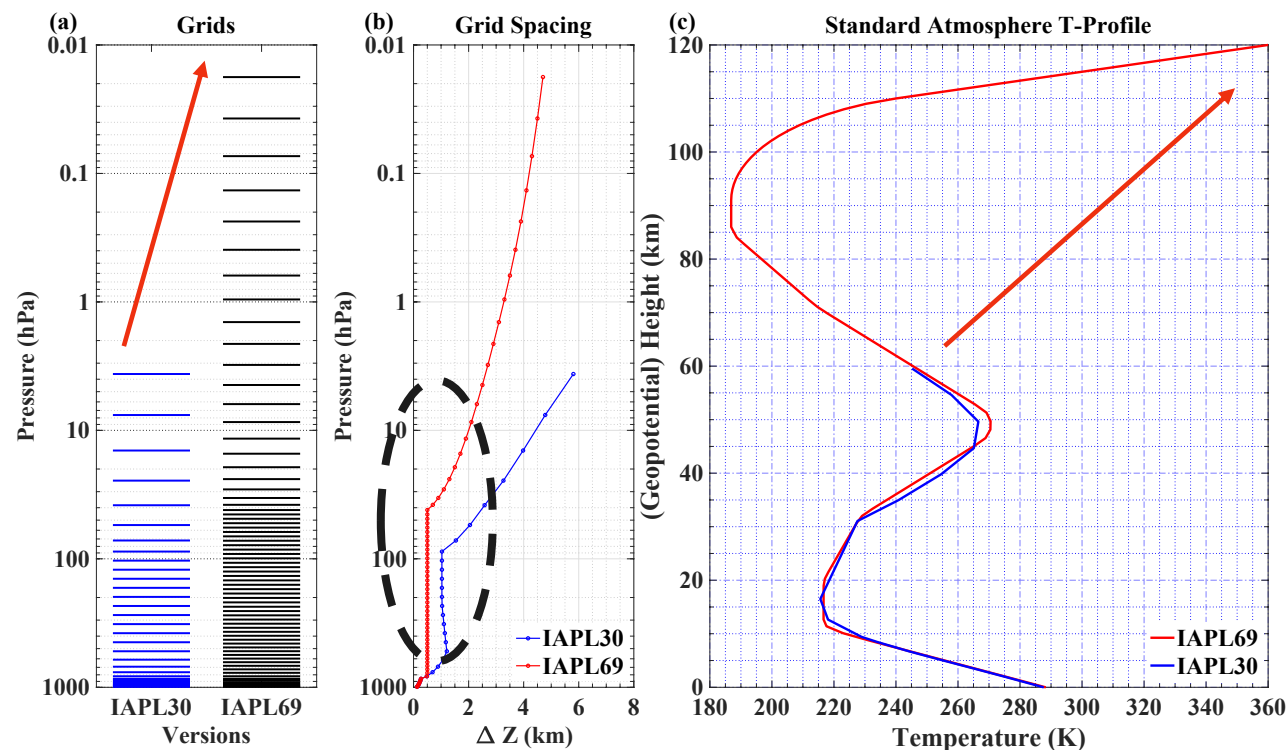 (a) Grids
0.01
0.1
1
10
100
1000
Pressure (hPa)
IAPL30 IAPL69
Versions
(b) Grid Spacing
0.01
0.1
1
10
100
1000
Pressure (hPa)
IAPL30
IAPL69
0 2 4 6 8
Δ Z (km)
(c) Standard Atmosphere T-Profile
120
100
80
60
40
20
0
(Geopotential) Height (km)
IAPL69
IAPL30
180 200 220 240 260 280 300 320 340 360
Temperature (K)